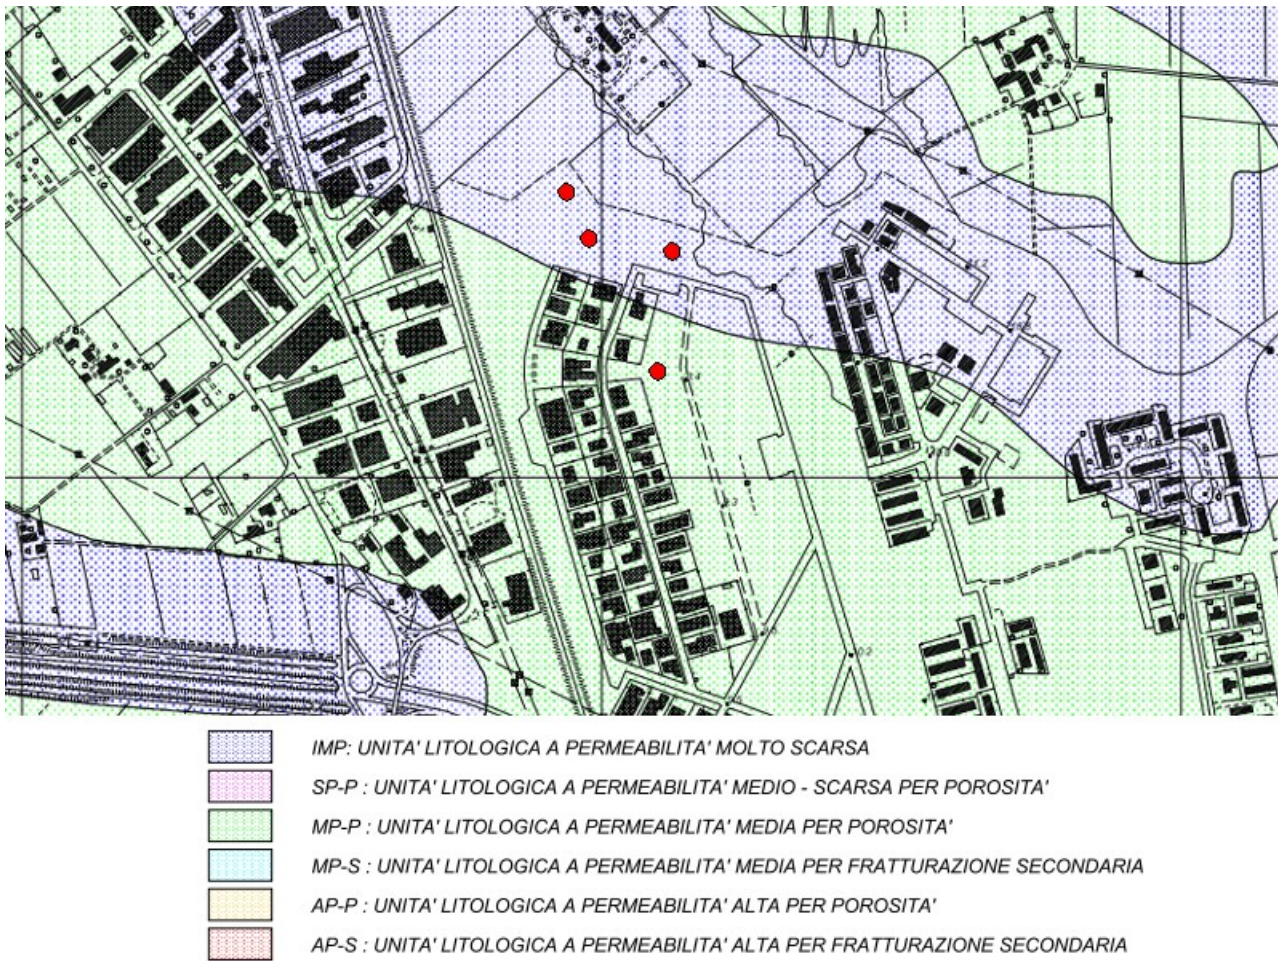 IMP: UNITA' LITOLOGICA A PERMEABILITA' MOLTO SCARSA
SP-P : UNITA' LITOLOGICA A PERMEABILITA' MEDIO - SCARSA PER POROSITA'
MP-P : UNITA' LITOLOGICA A PERMEABILITA' MEDIA PER POROSITA'
MP-S : UNITA' LITOLOGICA A PERMEABILITA' MEDIA PER FRATTURAZIONE SECONDARIA
AP-P : UNITA' LITOLOGICA A PERMEABILITA' ALTA PER POROSITA'
AP-S : UNITA' LITOLOGICA A PERMEABILITA' ALTA PER FRATTURAZIONE SECONDARIA